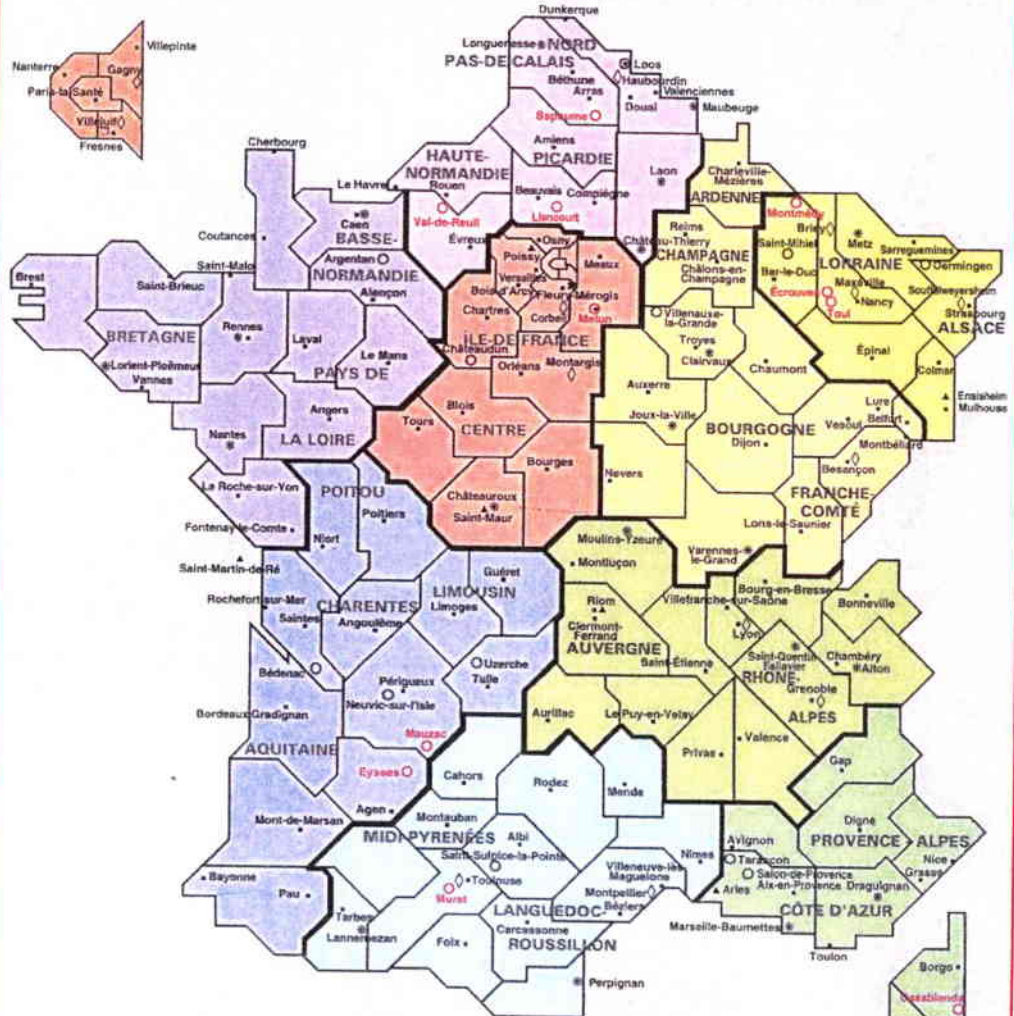 Dunkerque
Villepinte
Longuenesse NORD
Nanterre
Gagny
PAS-DE CALAIS
Loos
Béthune
Haubourdin
Paris-la Santé
Arras
Valenciennes
Douai
Maubeuge
Villejuif
Bapaume
Fresnes
Cherbourg
Amiens
PICARDIE
HAUTE-
NORMANDIE
Charleville-
Mézières
Laon
Le Havre
Rouen
Beauvais
Compiègne
ARDENNE
Val-de-Reuil
Liancourt
Montmédy
Caen
Reims
Briey
Metz
Coutances
BASSE-
Évreux
Osny
Château-Thierry
CHAMPAGNE
Saint-Mihiel
Sarreguemines
Argentan
Poissy
Meaux
LORRAINE
Oermingen
Saint-Malo
NORMANDIE
Versailles
Châlons-en-
Champagne
Bar-le-Duc
Maxéville
Brest
Saint-Brieuc
Bois d'Arcy
Fleury-Mérogis
Écrouves
Nancy
Strasbourg
Alençon
Chartres
Corbeil
Melun
Villenauxe-
la-Grande
Toul
ALSACE
BRETAGNE
Rennes
Laval
Le Mans
Châteaudun
ÎLE-DE FRANCE
Troyes
Clairvaux
Épinal
PAYS DE
Orléans
Montargis
Chaumont
Colmar
Lorient-Ploëmeur
Vannes
Auxerre
Ensisheim
Mulhouse
Angers
Blois
Joux-la-Ville
Lure
Belfort
Nantes
LA LOIRE
Tours
CENTRE
BOURGOGNE
Vesoul
Dijon
Montbéliard
Bourges
Nevers
Besançon
La Roche-sur-Yon
POITOU
Châteauroux
FRANCHE-
COMTÉ
Poitiers
Saint-Maur
Fontenay-le-Comte
Niort
Moulins-Yzeure
Lons-le-Saunier
Varennes-
le-Grand
Saint-Martin-de-Ré
Montluçon
Guéret
Bourg-en-Bresse
Rochefort-sur-Mer
CHARENTES
LIMOUSIN
Riom
Villefranche-sur-Saône
Bonneville
Saintes
Limoges
Angoulême
Clermont-
Ferrand
Lyon
AUVERGNE
Saint-Quentin
Fallavier
Chambéry
Bédenac
Uzerche
Saint-Étienne
Aiton
Périgueux
Tulle
RHÔNE-
Neuvic-sur-l'Isle
Grenoble
Bordeaux Gradignan
Aurillac
Le Puy-en-Velay
ALPES
Mauzac
AQUITAINE
Privas
Valence
Eysses
Cahors
Rodez
Mende
Gap
Agen
Mont-de-Marsan
Montauban
Digne
MIDI-PYRÉNÉES
Albi
Avignon
PROVENCE - ALPES
Saint-Sulpice-la-Pointe
Nîmes
Tarascon
Nice
Villeneuve-lès
Maguelone
Salon-de-Provence
Grasse
Bayonne
Toulouse
Muret
Montpellier
Arles
Aix-en-Provence
Draguignan
Pau
Béziers
Tarbes
LANGUEDOC-
CÔTE D'AZUR
Lannemezan
Carcassonne
Marseille-Baumettes
Foix
ROUSSILLON
Toulon
Perpignan
Borgo
Casabianda